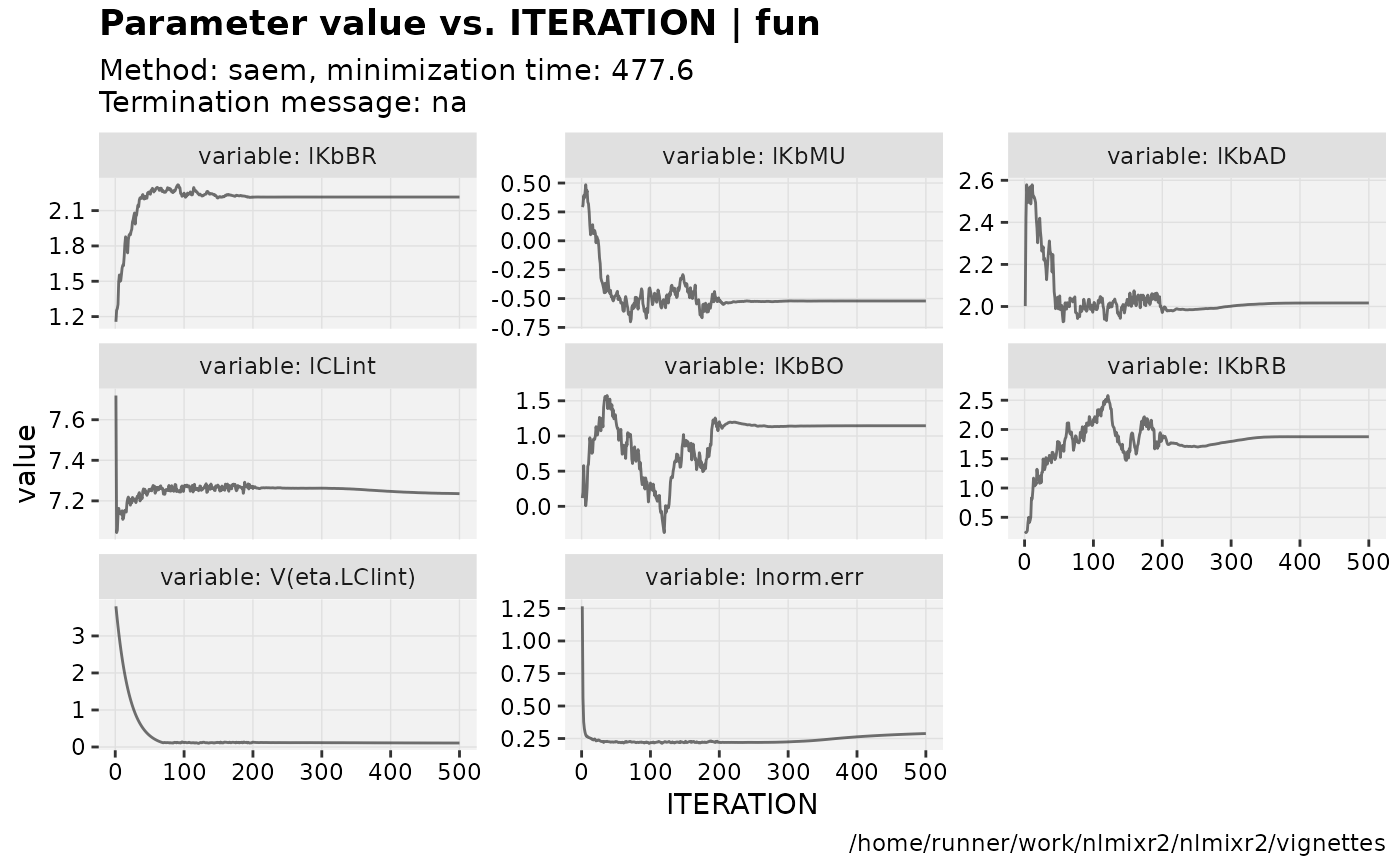 Parameter value vs. ITERATION | fun
Method: saem, minimization time: 477.6
Termination message: na
variable: lKbBR
variable: lKbMU
variable: lKbAD
2.1
1.8
1.5
1.2
0.50
0.25
0.00
-0.25
-0.50
-0.75
2.6
2.4
2.2
2.0
variable: lCLint
variable: lKbBO
variable: lKbRB
7.6
7.4
7.2
1.5
1.0
0.5
0.0
2.5
2.0
1.5
1.0
0.5
0 100 200 300 400 500
value
variable: V(eta.LClint)
variable: lnorm.err
3
2
1
0
1.25
1.00
0.75
0.50
0.25
0 100 200 300 400 500
0 100 200 300 400 500
ITERATION
/home/runner/work/nlmixr2/nlmixr2/vignettes